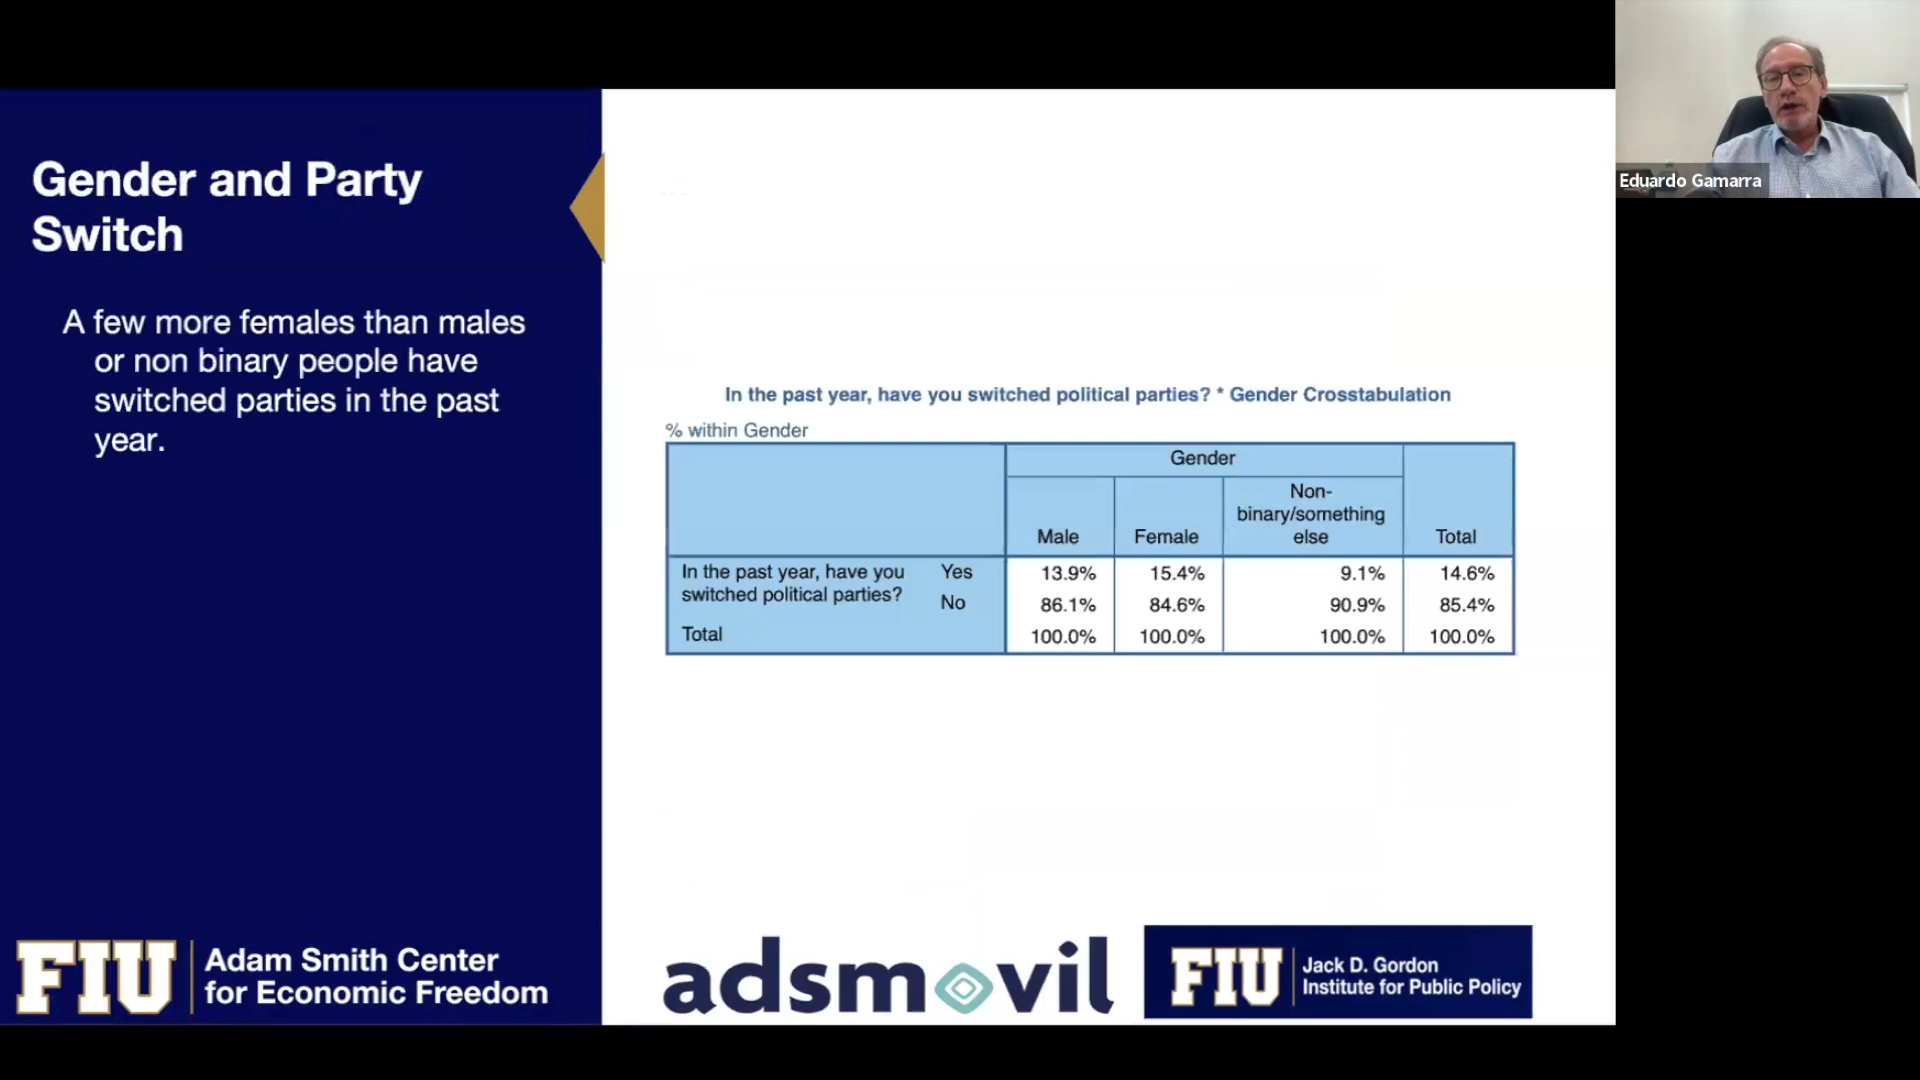 Gender and Party
Switch
A few more females than males
or non binary people have
switched parties in the past
year.
In the past year, have you switched political parties? * Gender Crosstabulation
% within Gender
Gender
Male
Female
Non-
binary/something
else
Total
In the past year, have you
switched political parties?
Yes
13.9%
15.4%
9.1%
14.6%
No
86.1%
84.6%
90.9%
85.4%
Total
100.0%
100.0%
100.0%
100.0%
FIU
Adam Smith Center
for Economic Freedom
adsmovil
FIU
Jack D. Gordon
Institute for Public Policy
Eduardo Gamarra